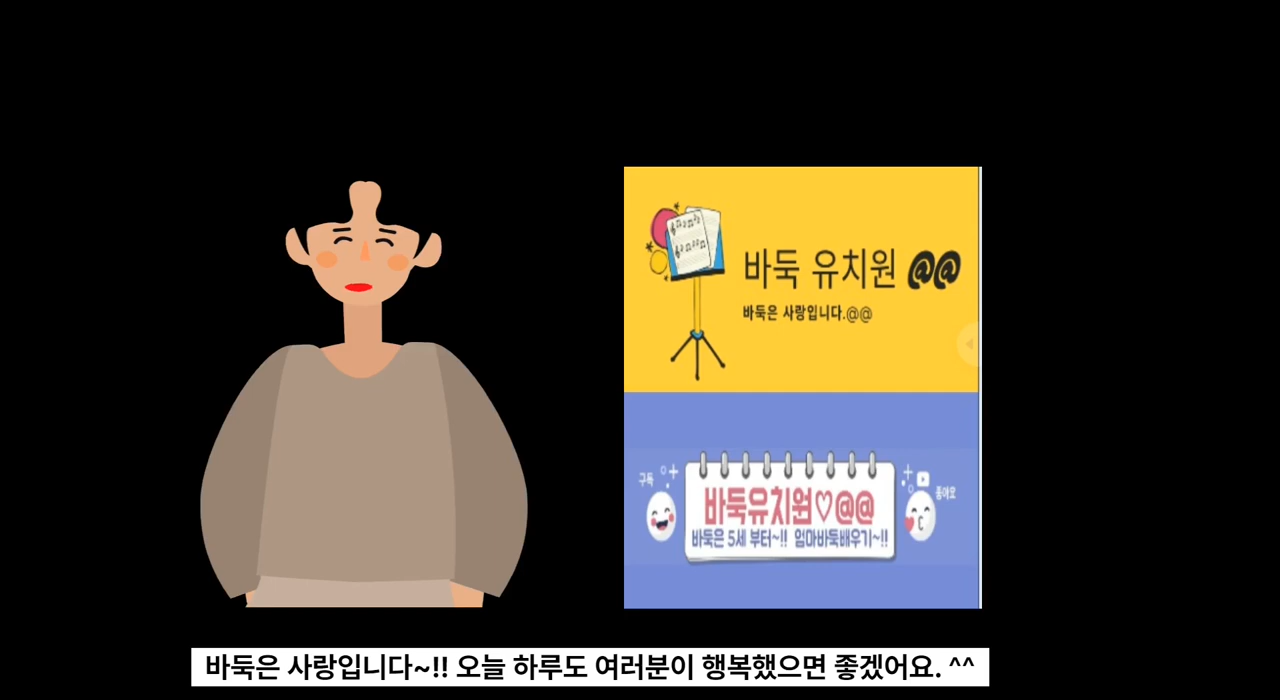 바둑 유치원 @@
바둑은 사랑입니다.@@
구독
좋아요
바둑유치원♡@@
바둑은 5세 부터~!! 엄마바둑배우기~!!
바둑은 사랑입니다~!! 오늘 하루도 여러분이 행복했으면 좋겠어요. ^^